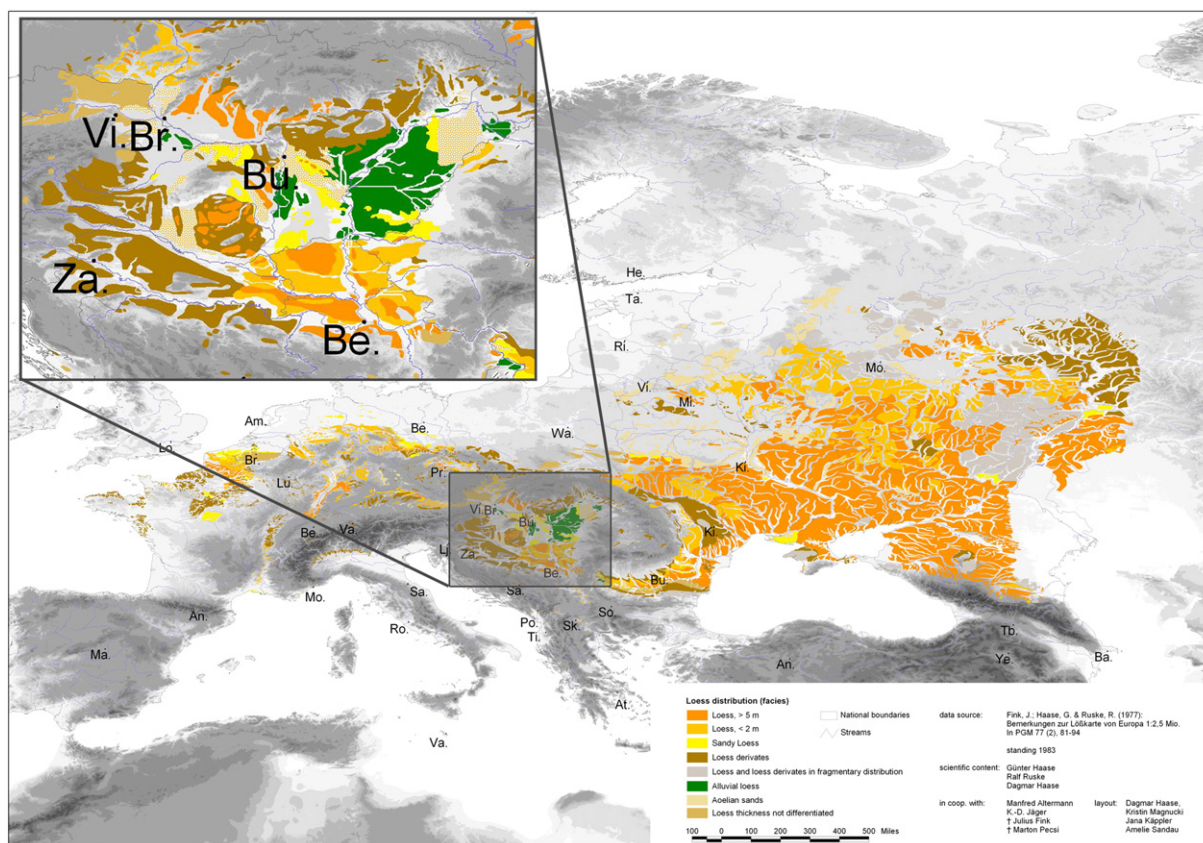 Vi.
Br.
Bu.
Za.
Be.
He.
Ta.
Rí.
Ví.
Mi.
Mó.
Am.
Be.
Wa.
Lo.
Br.
Pr.
Kí.
Lu.
Vi.
Br.
Bu.
Be.
Va.
Lj.
Za.
Be.
Ki.
Bu.
Mo.
Sa.
Sa.
So.
An.
Ro.
Po.
Ti.
Sk.
Ma.
An.
Tb.
Ye.
Ba.
At.
Va.
Loess distribution (facies)
Loess, > 5 m
Loess, < 2 m
Sandy Loess
Loess derivates
Loess and loess derivates in fragmentary distribution
Alluvial loess
Aoelian sands
Loess thickness not differentiated
National boundaries
Streams
100 0 100 200 300 400 500 Miles
data source: Fink, J.; Haase, G. & Ruske, R. (1977):
Bemerkungen zur Lößkarte von Europa 1:2,5 Mio.
In PGM 77 (2), 81-94
standing 1983
scientific content: Günter Haase
Ralf Ruske
Dagmar Haase
in coop. with: Manfred Altermann
K.-D. Jäger
† Julius Fink
† Marton Pecsi
layout: Dagmar Haase,
Kristin Magnucki
Jana Käppler
Amelie Sandau